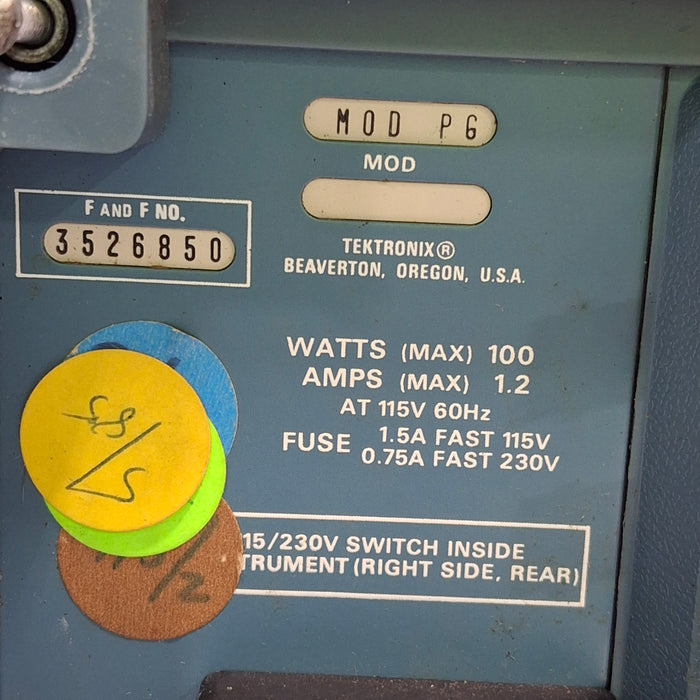 MOD PG
MOD
F AND F NO.
3526850
TEKTRONIX®
BEAVERTON, OREGON, U.S.A.
WATTS (MAX) 100
AMPS (MAX) 1.2
AT 115V 60Hz
FUSE 1.5A FAST 115V
0.75A FAST 230V
15/230V SWITCH INSIDE
TRUMENT (RIGHT SIDE, REAR)